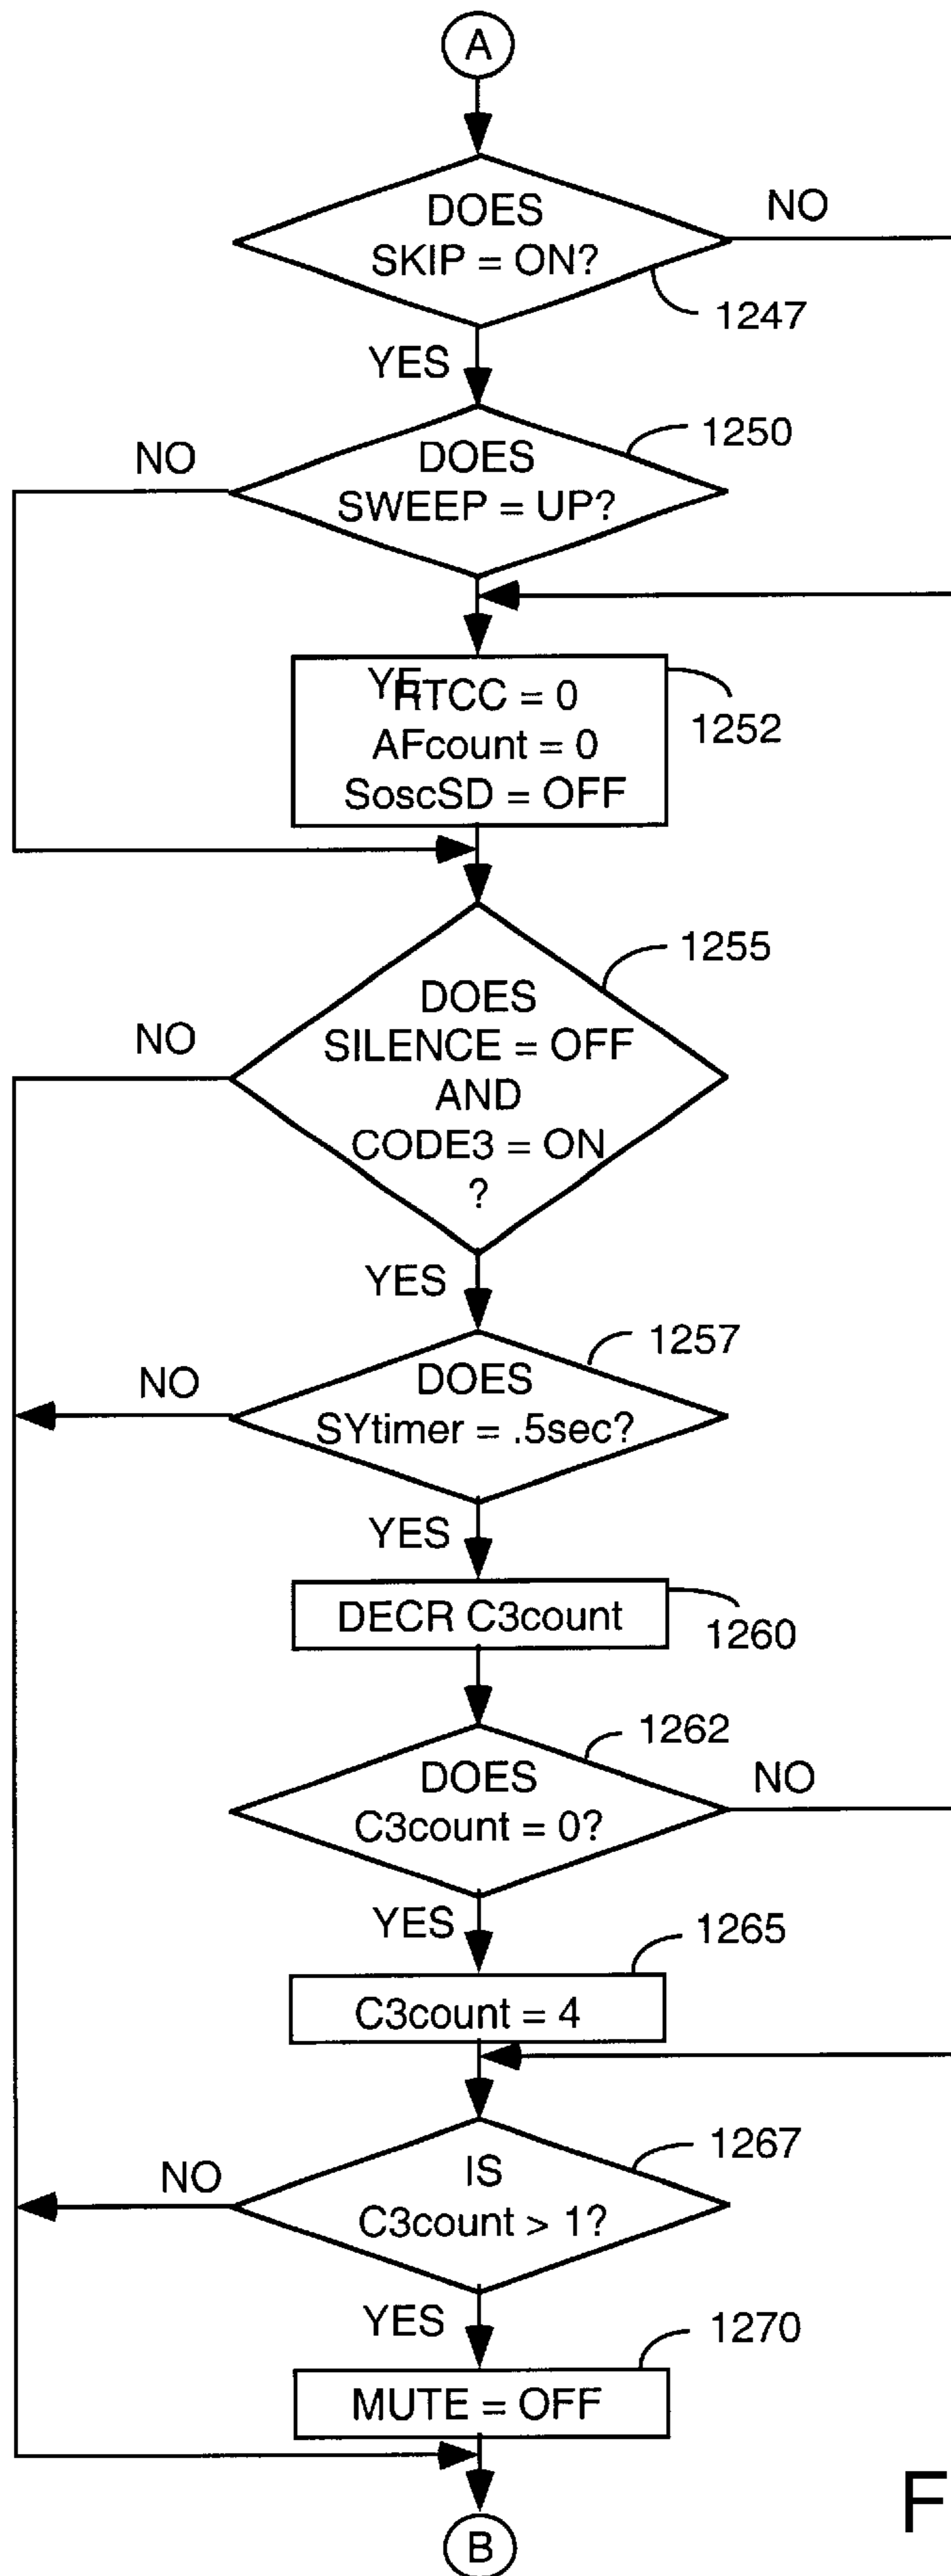 A
DOES
SKIP = ON?
NO
1247
YES
1250
NO
DOES
SWEEP = UP?
YE
RTCC = 0
AFcount = 0
SoscSD = OFF
1252
1255
DOES
NO
SILENCE = OFF
AND
CODE3 = ON
?
YES
1257
NO
DOES
SYtimer = .5sec?
YES
DECR C3count
1260
1262
DOES
NO
C3count = 0?
YES
1265
C3count = 4
1267
IS
NO
C3count > 1?
YES
1270
MUTE = OFF
F
B